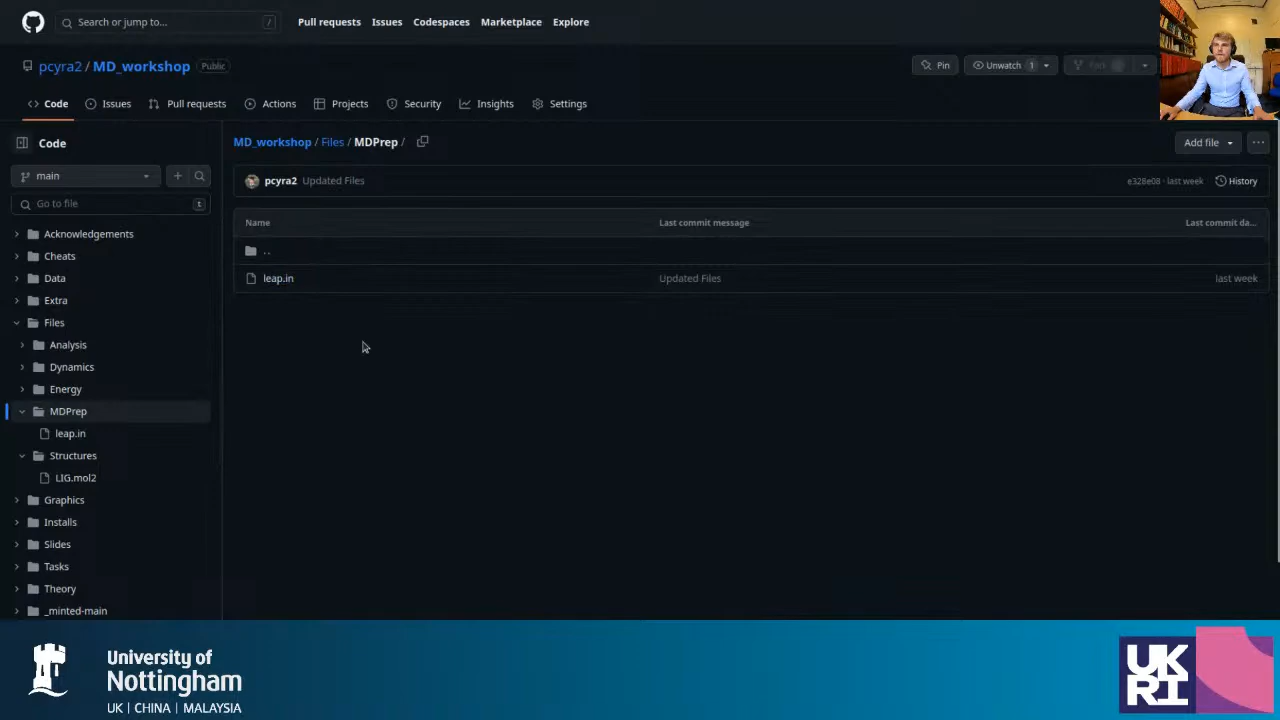 Search or jump to...
/
Pull requests
Issues
Codespaces
Marketplace
Explore
pcyra2 / MD_workshop
Public
Pin
Unwatch 1
Fork
Code
Issues
Pull requests
Actions
Projects
Security
Insights
Settings
Code
main
Go to file
t
Acknowledgements
Cheats
Data
Extra
Files
Analysis
Dynamics
Energy
MDPrep
leap.in
Structures
LIG.mol2
Graphics
Installs
Slides
Tasks
Theory
_minted-main
MD_workshop / Files / MDPrep /
Add file
pcyra2 Updated Files
e328e08 · last week
History
Name
Last commit message
Last commit da...
..
leap.in
Updated Files
last week
University of
Nottingham
UK | CHINA | MALAYSIA
UK
RI